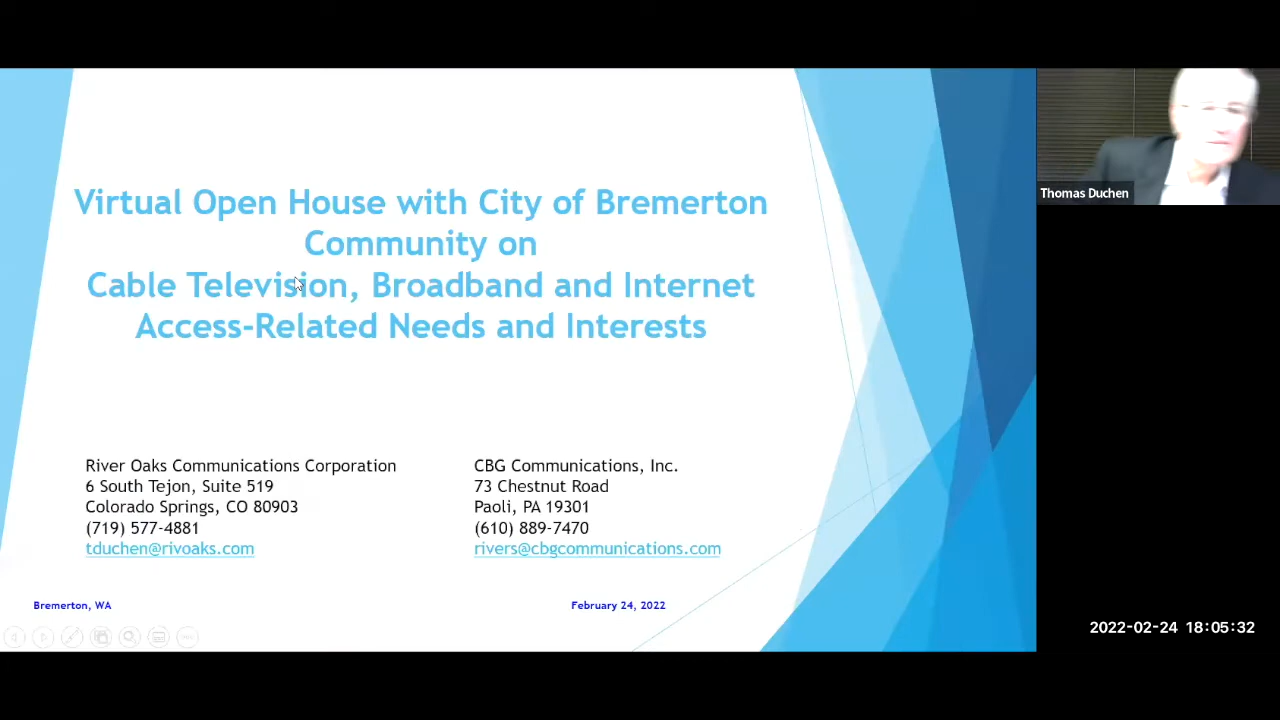 Virtual Open House with City of Bremerton
Community on
Cable Television, Broadband and Internet
Access-Related Needs and Interests
River Oaks Communications Corporation
6 South Tejon, Suite 519
Colorado Springs, CO 80903
(719) 577-4881
tduchen@rivoaks.com
CBG Communications, Inc.
73 Chestnut Road
Paoli, PA 19301
(610) 889-7470
rivers@cbgcommunications.com
Bremerton, WA
February 24, 2022
Thomas Duchen
2022-02-24 18:05:32